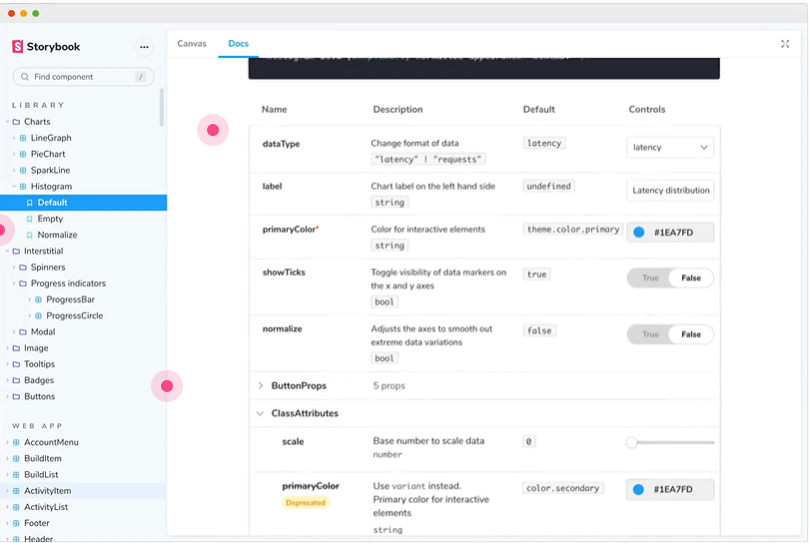 Storybook
Find component
/
LIBRARY
Charts
LineGraph
PieChart
SparkLine
Histogram
Default
Empty
Normalize
Interstitial
Spinners
Progress indicators
ProgressBar
ProgressCircle
Modal
Image
Tooltips
Badges
Buttons
WEB APP
AccountMenu
BuildItem
BuildList
ActivityItem
ActivityList
Footer
Header
Canvas Docs
Name Description Default Controls
dataType Change format of data latency latency
"latency" | "requests"
label Chart label on the left hand side undefined Latency distribution
string
primaryColor* Color for interactive elements theme.color.primary #1EA7FD
string
showTicks Toggle visibility of data markers on true True False
the x and y axes
bool
normalize Adjusts the axes to smooth out false True False
extreme data variations
bool
ButtonProps 5 props
ClassAttributes
scale Base number to scale data 0
number
primaryColor Use variant instead. color.secondary #1EA7FD
Deprecated Primary color for interactive
elements
string